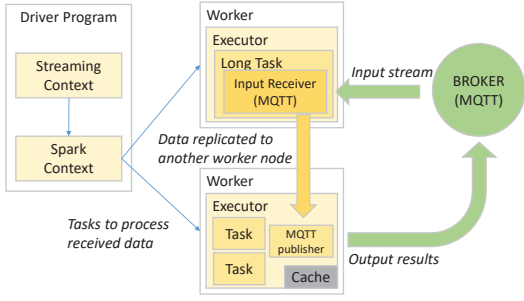 Driver Program
Streaming
Context
Spark
Context
Worker
Executor
Long Task
Input Receiver
(MQTT)
Input stream
BROKER
(MQTT)
Data replicated to
another worker node
Tasks to process
received data
Worker
Executor
Task
Task
MQTT
publisher
Cache
Output results